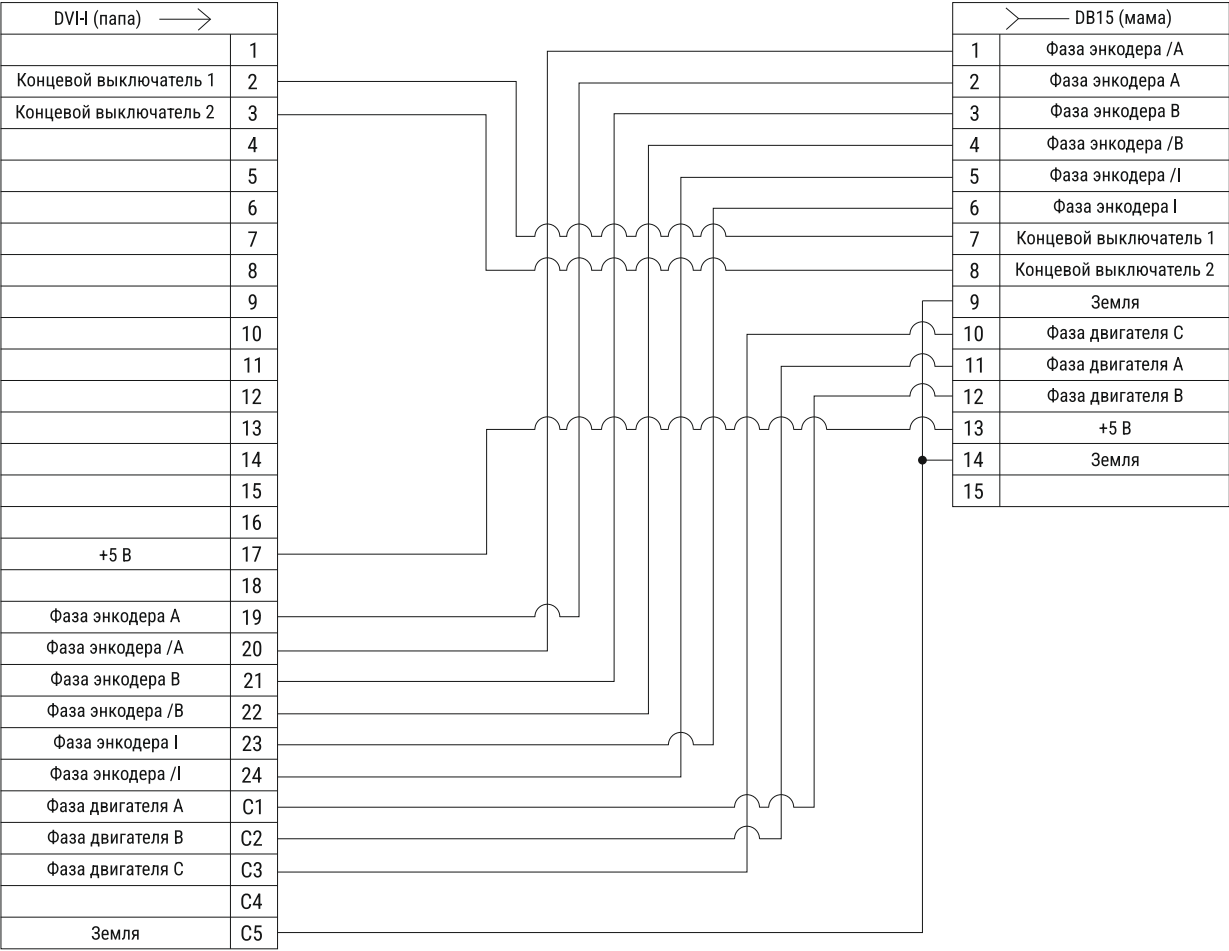 DVI-I (папа)
1
Концевой выключатель 1 2
Концевой выключатель 2 3
4
5
6
7
8
9
10
11
12
13
14
15
16
+5 В 17
18
Фаза энкодера A 19
Фаза энкодера /A 20
Фаза энкодера B 21
Фаза энкодера /B 22
Фаза энкодера I 23
Фаза энкодера /I 24
Фаза двигателя A C1
Фаза двигателя B C2
Фаза двигателя C C3
C4
Земля C5
DB15 (мама)
1 Фаза энкодера /A
2 Фаза энкодера A
3 Фаза энкодера B
4 Фаза энкодера /B
5 Фаза энкодера /I
6 Фаза энкодера I
7 Концевой выключатель 1
8 Концевой выключатель 2
9 Земля
10 Фаза двигателя C
11 Фаза двигателя A
12 Фаза двигателя B
13 +5 В
14 Земля
15